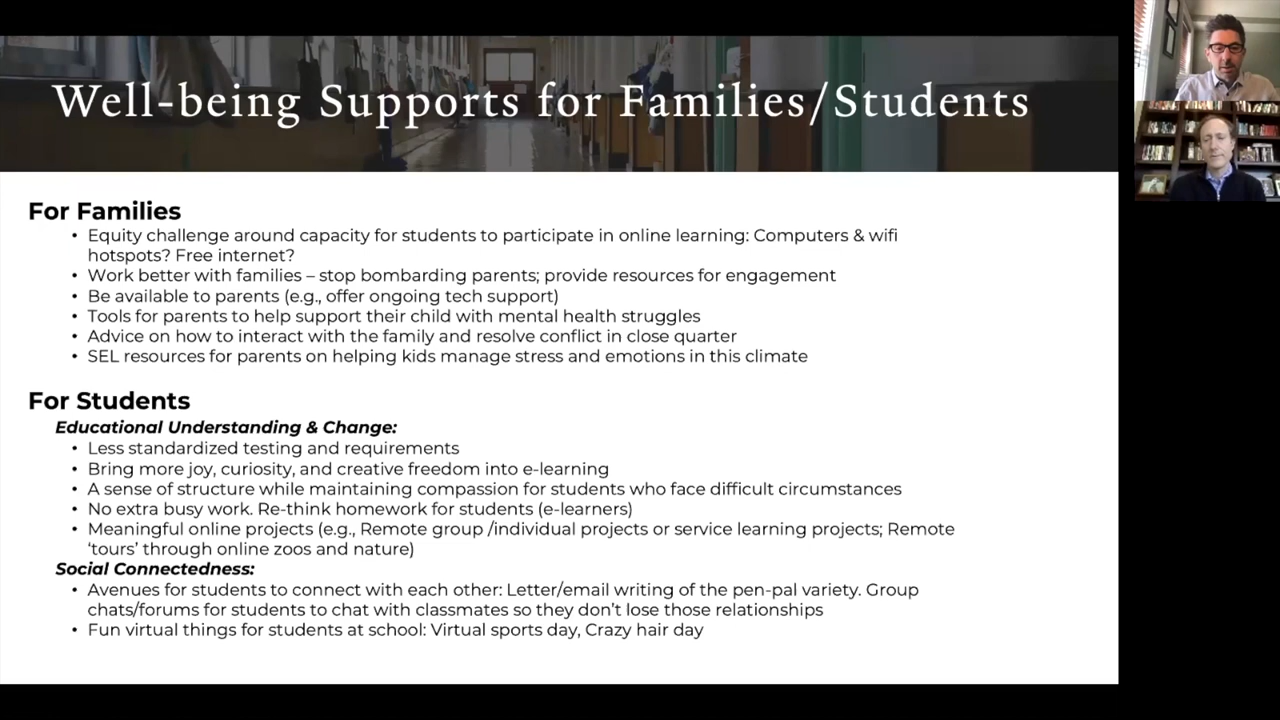 Well-being Supports for Families/Students
For Families
• Equity challenge around capacity for students to participate in online learning: Computers & wifi
hotspots? Free internet?
• Work better with families – stop bombarding parents; provide resources for engagement
• Be available to parents (e.g., offer ongoing tech support)
• Tools for parents to help support their child with mental health struggles
• Advice on how to interact with the family and resolve conflict in close quarter
• SEL resources for parents on helping kids manage stress and emotions in this climate
For Students
Educational Understanding & Change:
• Less standardized testing and requirements
• Bring more joy, curiosity, and creative freedom into e-learning
• A sense of structure while maintaining compassion for students who face difficult circumstances
• No extra busy work. Re-think homework for students (e-learners)
• Meaningful online projects (e.g., Remote group /individual projects or service learning projects; Remote
‘tours’ through online zoos and nature)
Social Connectedness:
• Avenues for students to connect with each other: Letter/email writing of the pen-pal variety. Group
chats/forums for students to chat with classmates so they don’t lose those relationships
• Fun virtual things for students at school: Virtual sports day, Crazy hair day